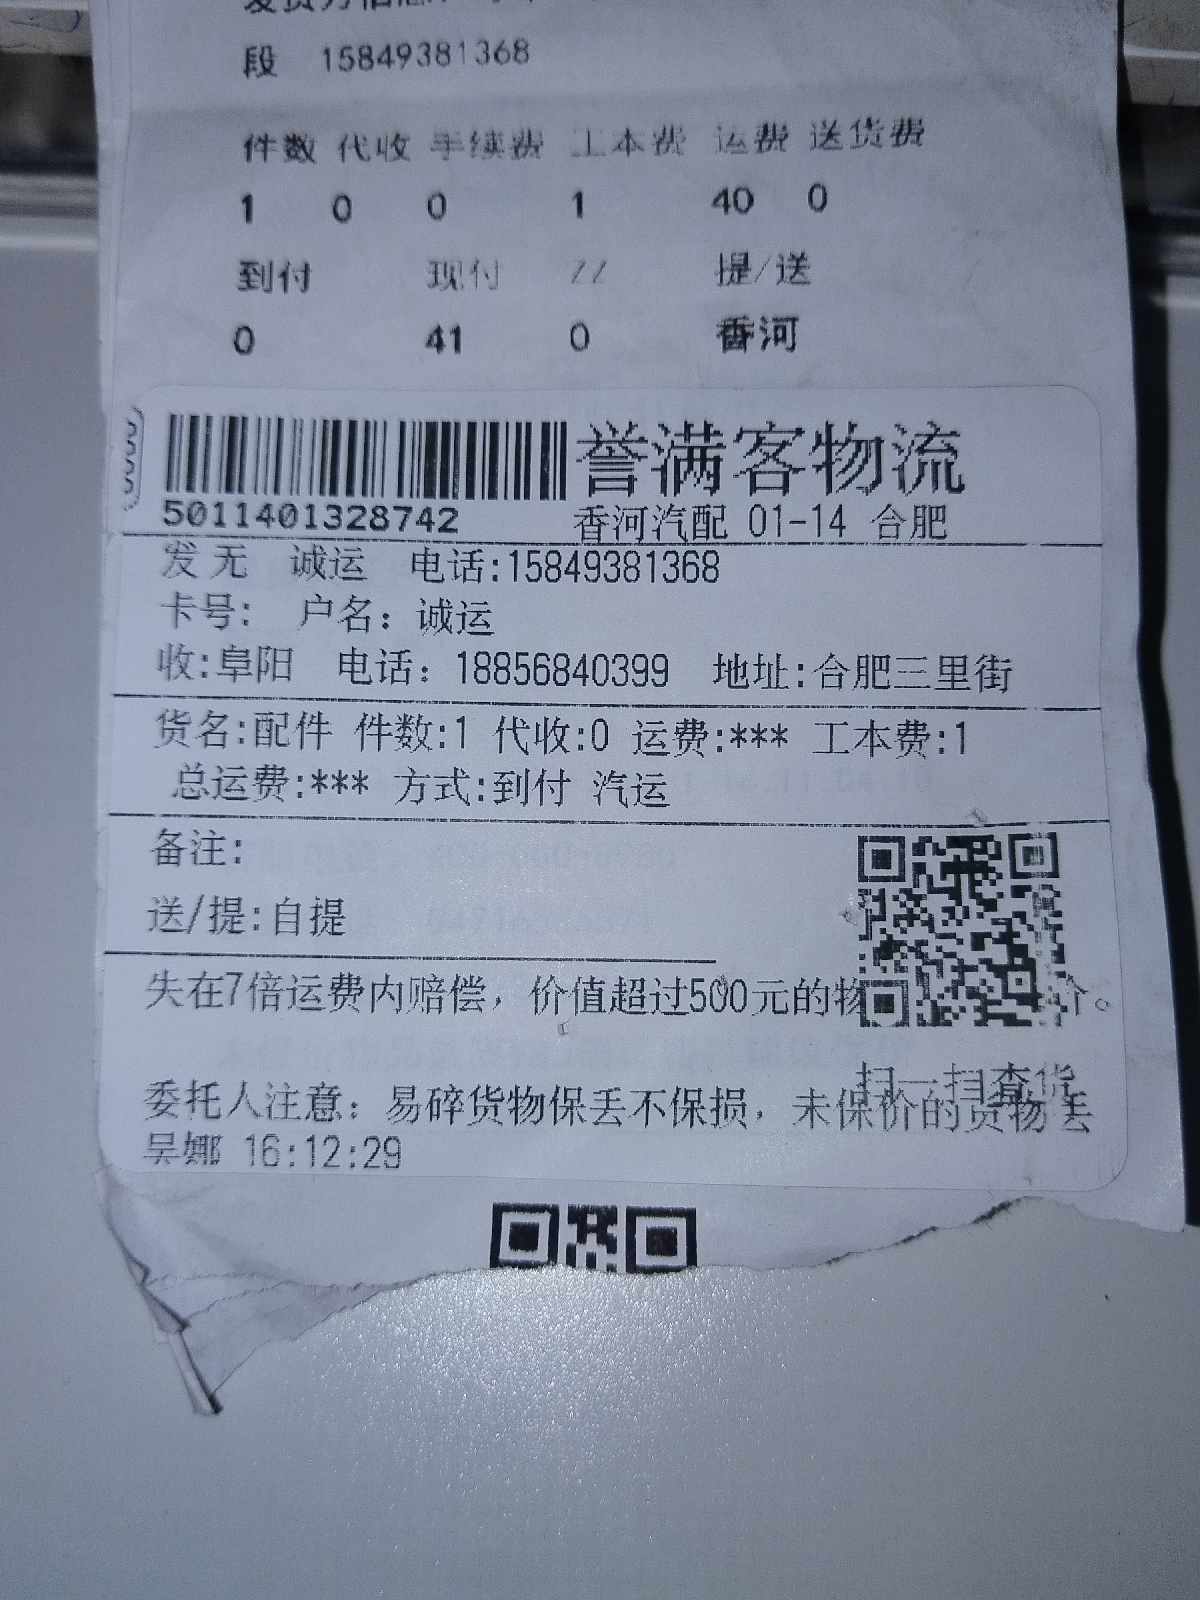 段 15849381368
件数 代收 手续费 工本费 运费 送货费
1 0 0 1 40 0
到付 现付 提/送
0 41 0 香河
誉满客物流
5011401328742
香河汽配 01-14 合肥
发 无 诚运 电话:15849381368
卡号: 户名：诚运
收:阜阳 电话：18856840399 地址:合肥三里街
货名:配件 件数:1 代收:0 运费:*** 工本费:1
总运费:*** 方式:到付 汽运
备注:
送/提:自提
失在7倍运费内赔偿，价值超过500元的物
扫一扫查货
委托人注意：易碎货物保丢不保损，未保价的货物丢
吴娜 16:12:29